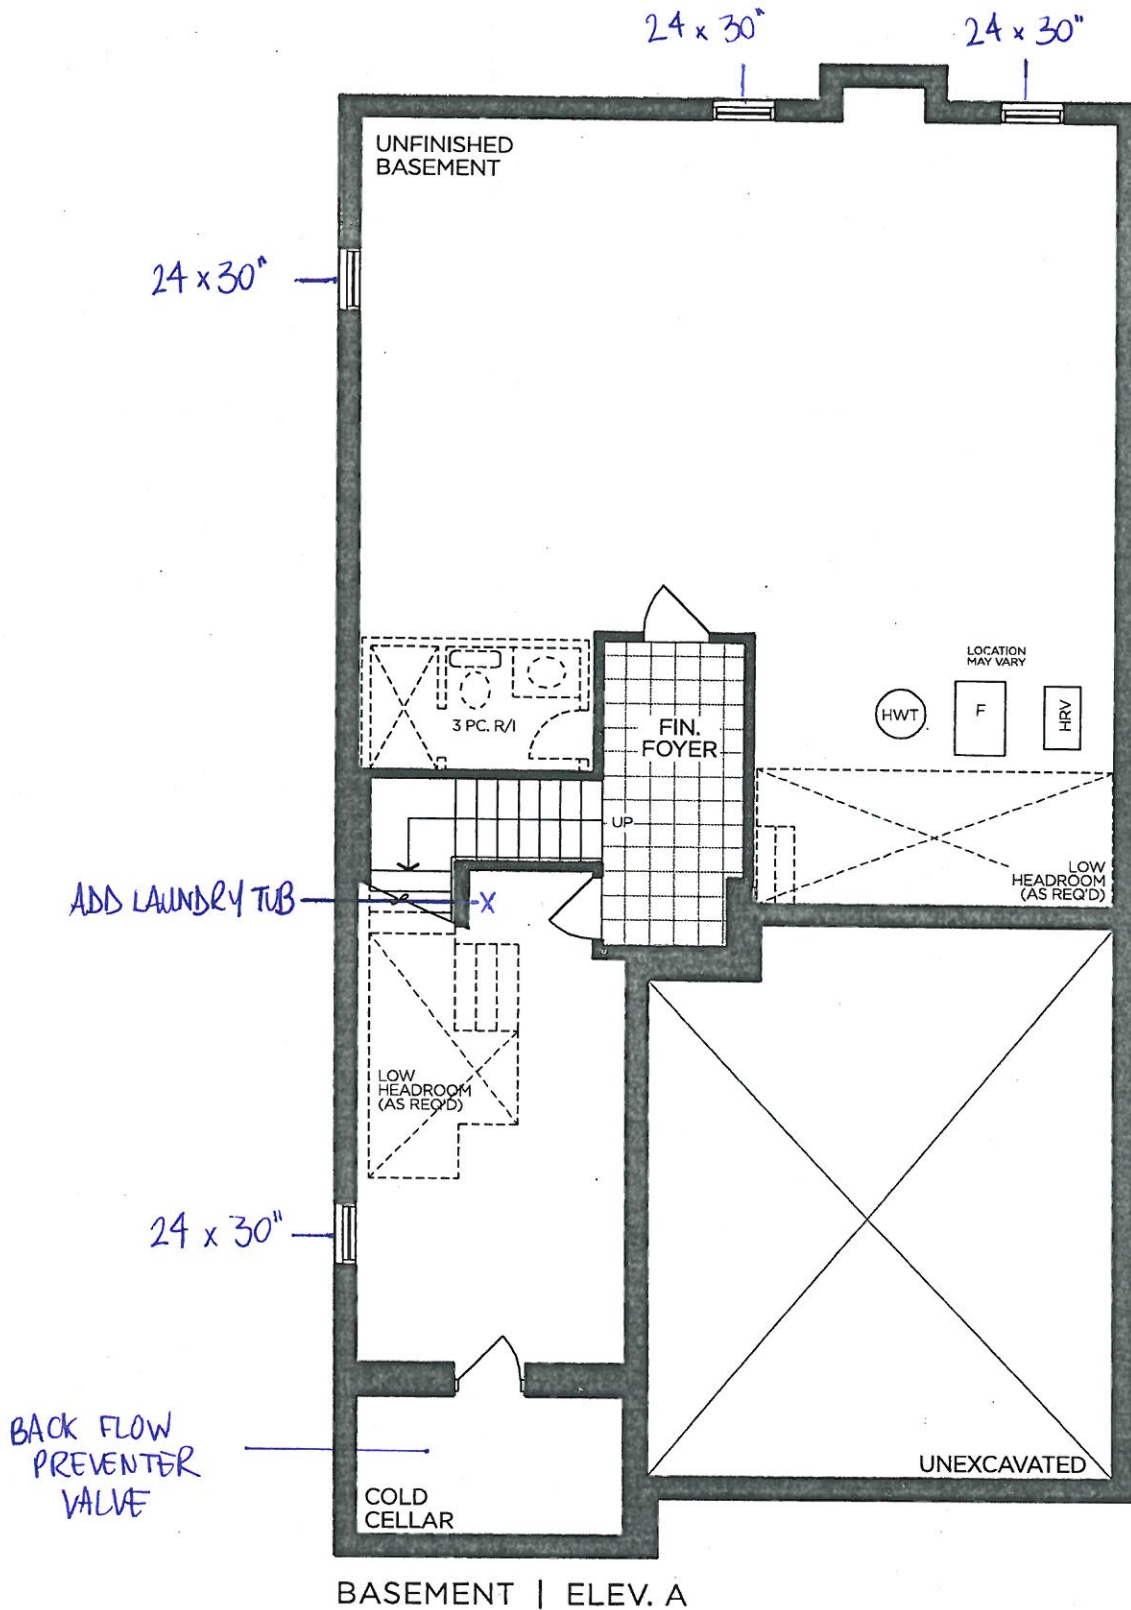 24 x 30"
24 x 30"
UNFINISHED
BASEMENT
24 x 30"
LOCATION
MAY VARY
HWT
F
HRV
3 PC. R/I
FIN.
FOYER
UP
LOW
HEADROOM
(AS REQ'D)
ADD LAUNDRY TUB
X
LOW
HEADROOM
(AS REQ'D)
24 x 30"
BACK FLOW
PREVENTER
VALVE
UNEXCAVATED
COLD
CELLAR
BASEMENT | ELEV. A